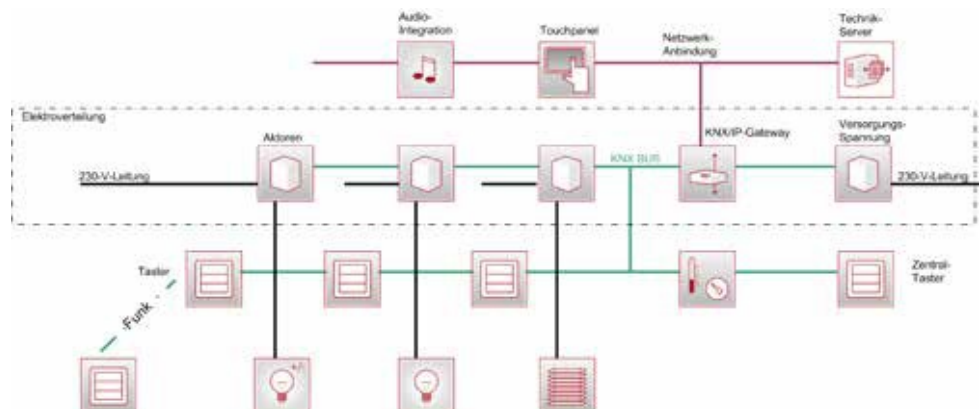 Audio-
Integration
Touchpanel
Netzwerk-
Anbindung
Technik-
Server
Elektroverteilung
Aktoren
KNX BUS
KNX/IP-Gateway
Versorgungs-
Spannung
230-V-Leitung
230-V-Leitung
Taster
Zentral-
Taster
Funk
+/-